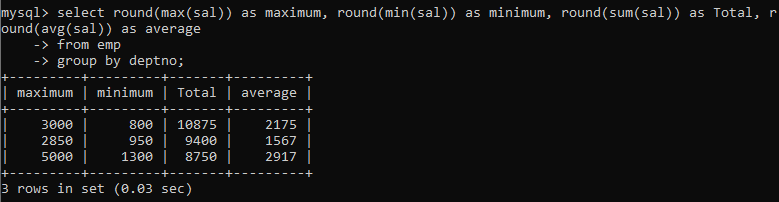 mysql> select round(max(sal)) as maximum, round(min(sal)) as minimum, round(sum(sal)) as Total, r
ound(avg(sal)) as average
    -> from emp
    -> group by deptno;
+---------+---------+-------+---------+
| maximum | minimum | Total | average |
+---------+---------+-------+---------+
|    3000 |     800 | 10875 |    2175 |
|    2850 |     950 |  9400 |    1567 |
|    5000 |    1300 |  8750 |    2917 |
+---------+---------+-------+---------+
3 rows in set (0.03 sec)